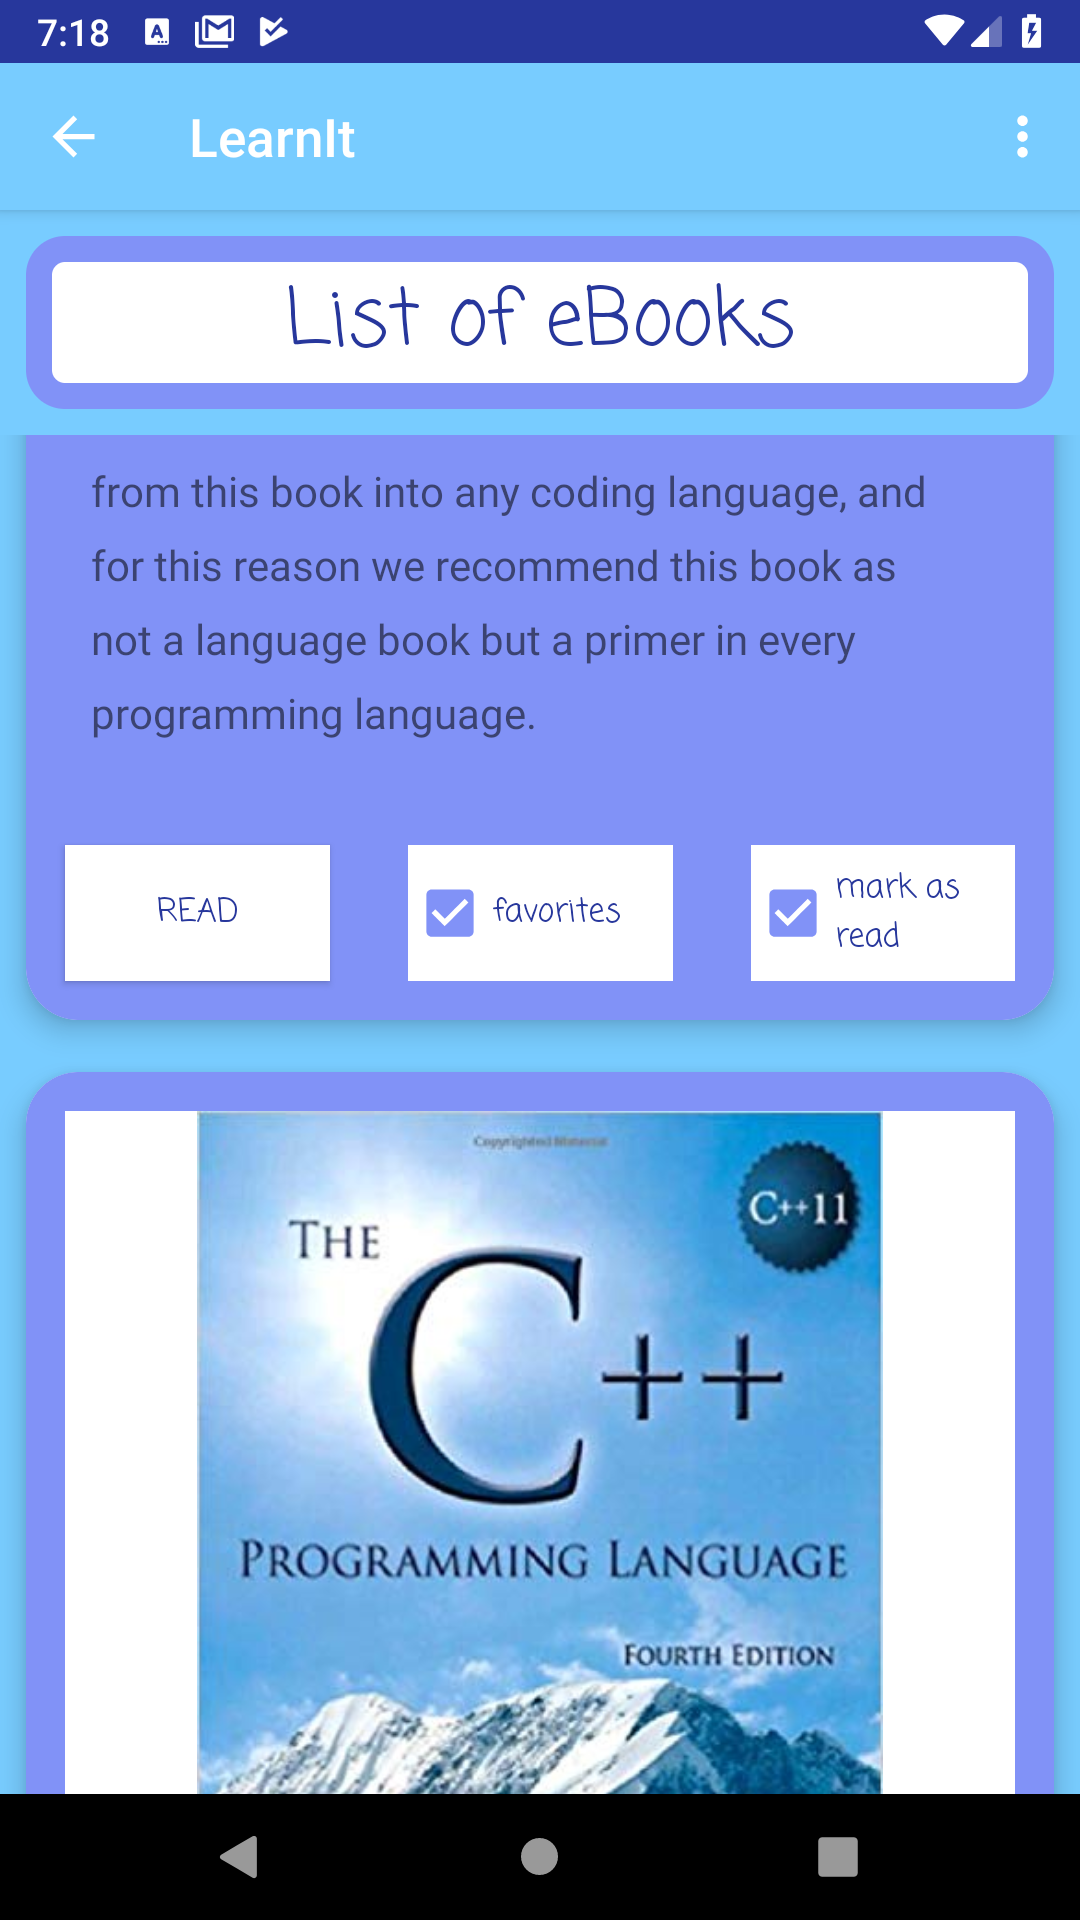 7:18
LearnIt
List of eBooks
from this book into any coding language, and
for this reason we recommend this book as
not a language book but a primer in every
programming language.
READ
favorites
mark as
read
Copyrighted Material
C++11
THE
C++
PROGRAMMING LANGUAGE
FOURTH EDITION